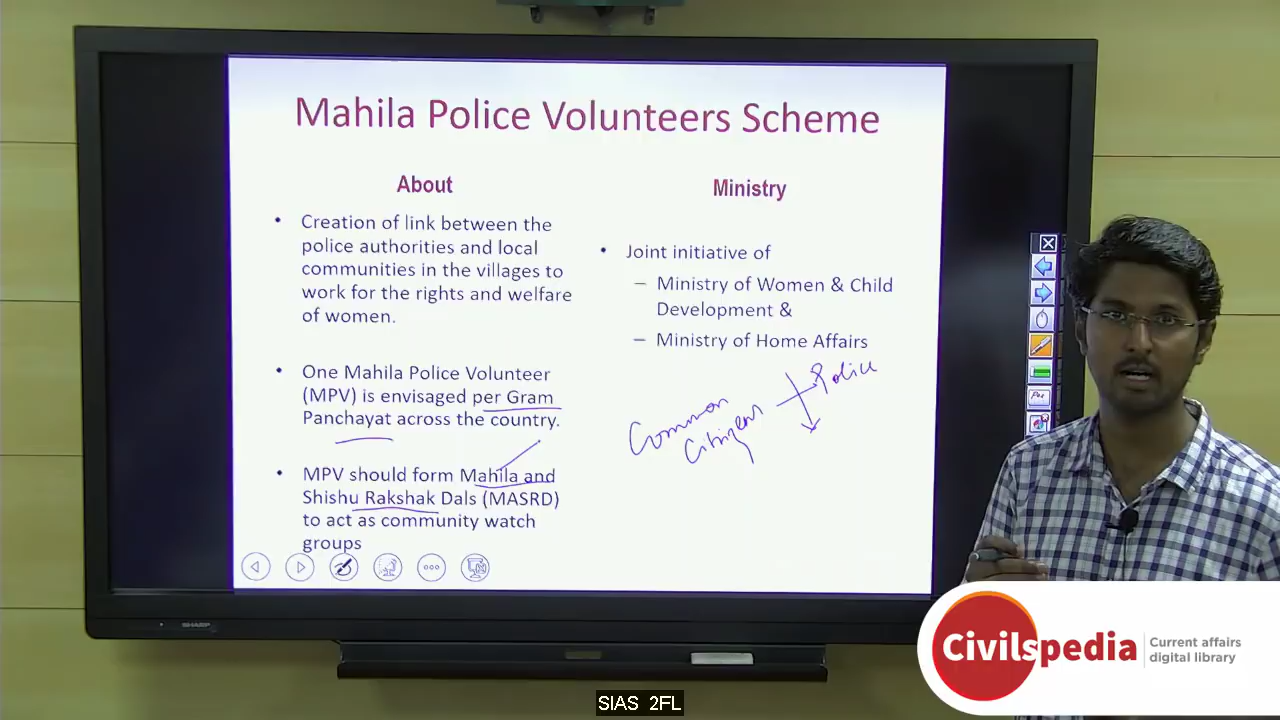 Mahila Police Volunteers Scheme
About
• Creation of link between the
police authorities and local
communities in the villages to
work for the rights and welfare
of women.
• One Mahila Police Volunteer
(MPV) is envisaged per Gram
Panchayat across the country.
• MPV should form Mahila and
Shishu Rakshak Dals (MASRD)
to act as community watch
groups
Ministry
• Joint initiative of
– Ministry of Women & Child
Development &
– Ministry of Home Affairs
Common
Citizens
Police
SHARP
Civilspedia
Current affairs
digital library
SIAS 2FL